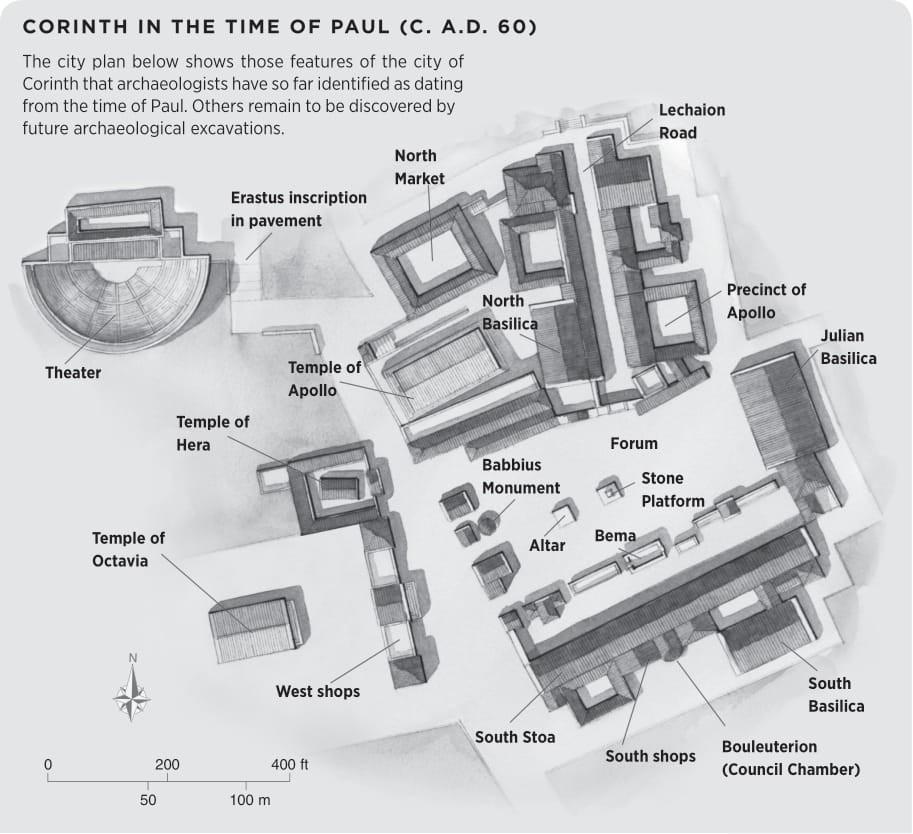 CORINTH IN THE TIME OF PAUL (C. A.D. 60)
The city plan below shows those features of the city of
Corinth that archaeologists have so far identified as dating
from the time of Paul. Others remain to be discovered by
future archaeological excavations.
Lechaion
Road
North
Market
Erastus inscription
in pavement
Precinct of
Apollo
North
Basilica
Julian
Basilica
Theater
Temple of
Apollo
Temple of
Hera
Forum
Babbius
Monument
Stone
Platform
Temple of
Octavia
Altar
Bema
N
West shops
South
Basilica
South Stoa
South shops
Bouleuterion
(Council Chamber)
0 200 400 ft
50 100 m